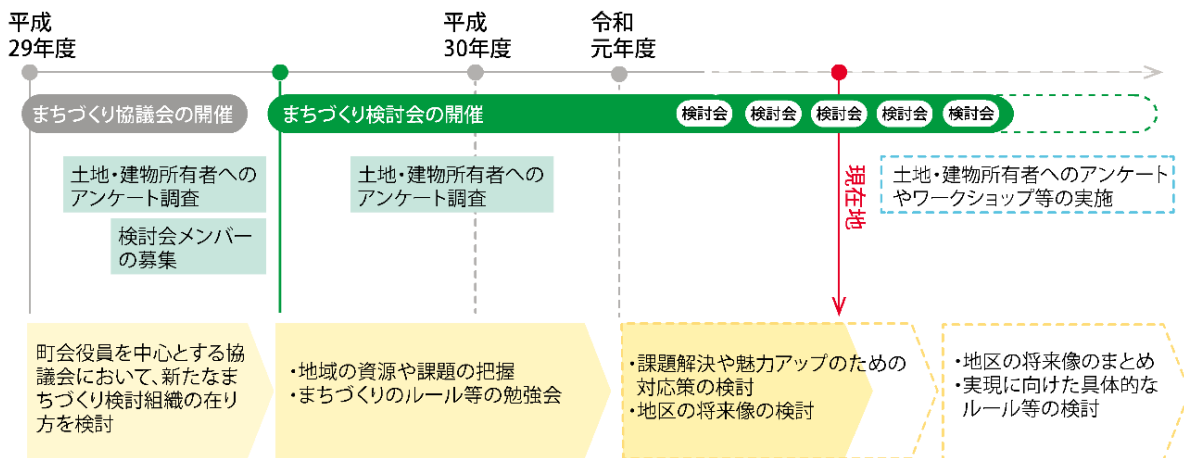 平成
29年度
平成
30年度
令和
元年度
まちづくり協議会の開催
まちづくり検討会の開催
検討会
検討会
検討会
検討会
検討会
土地・建物所有者への
アンケート調査
検討会メンバー
の募集
土地・建物所有者への
アンケート調査
現在地
土地・建物所有者へのアンケート
やワークショップ等の実施
町会役員を中心とする協
議会において、新たなま
ちづくり検討組織の在り
方を検討
・地域の資源や課題の把握
・まちづくりのルール等の勉強会
・課題解決や魅力アップのための
対応策の検討
・地区の将来像の検討
・地区の将来像のまとめ
・実現に向けた具体的な
ルール等の検討